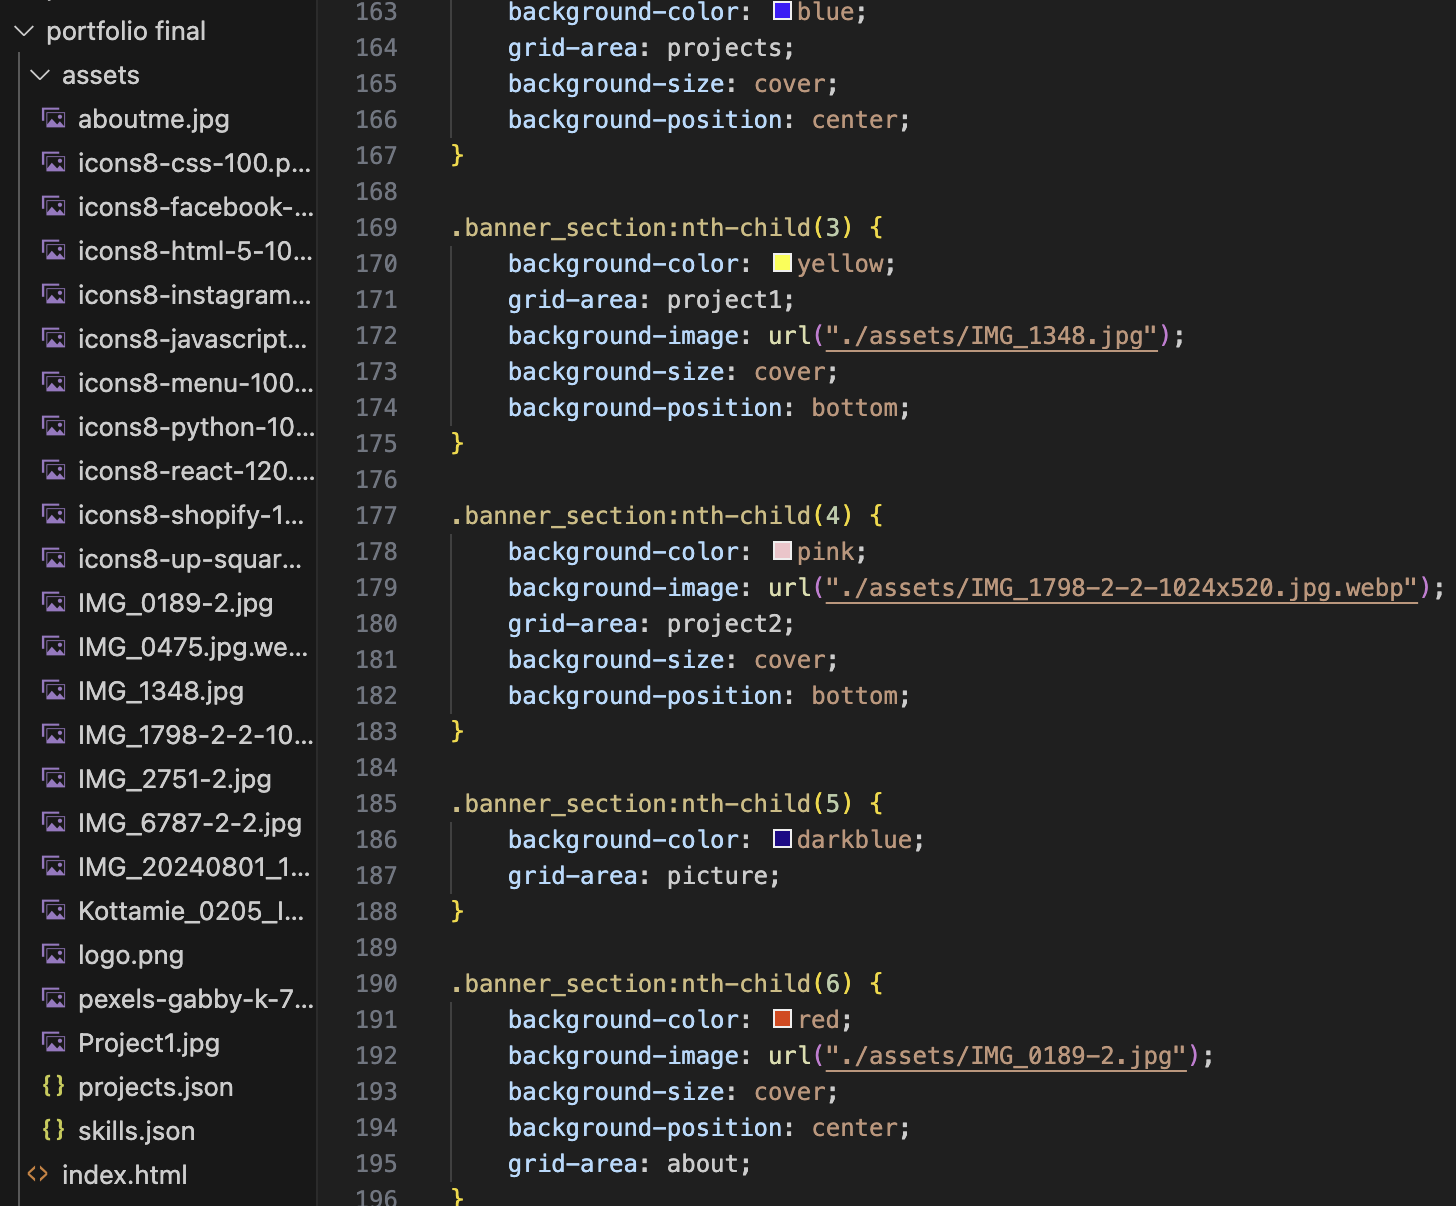 portfolio final
assets
aboutme.jpg
icons8-css-100.p...
icons8-facebook-...
icons8-html-5-10...
icons8-instagram...
icons8-javascript...
icons8-menu-100...
icons8-python-10...
icons8-react-120....
icons8-shopify-1...
icons8-up-squar...
IMG_0189-2.jpg
IMG_0475.jpg.we...
IMG_1348.jpg
IMG_1798-2-2-10...
IMG_2751-2.jpg
IMG_6787-2-2.jpg
IMG_20240801_1...
Kottamie_0205_I...
logo.png
pexels-gabby-k-7...
Project1.jpg
{} projects.json
{} skills.json
<> index.html
163 background-color: blue;
164 grid-area: projects;
165 background-size: cover;
166 background-position: center;
167 }
168
169 .banner_section:nth-child(3) {
170 background-color: yellow;
171 grid-area: project1;
172 background-image: url("./assets/IMG_1348.jpg");
173 background-size: cover;
174 background-position: bottom;
175 }
176
177 .banner_section:nth-child(4) {
178 background-color: pink;
179 background-image: url("./assets/IMG_1798-2-2-1024x520.jpg.webp");
180 grid-area: project2;
181 background-size: cover;
182 background-position: bottom;
183 }
184
185 .banner_section:nth-child(5) {
186 background-color: darkblue;
187 grid-area: picture;
188 }
189
190 .banner_section:nth-child(6) {
191 background-color: red;
192 background-image: url("./assets/IMG_0189-2.jpg");
193 background-size: cover;
194 background-position: center;
195 grid-area: about;
196 }